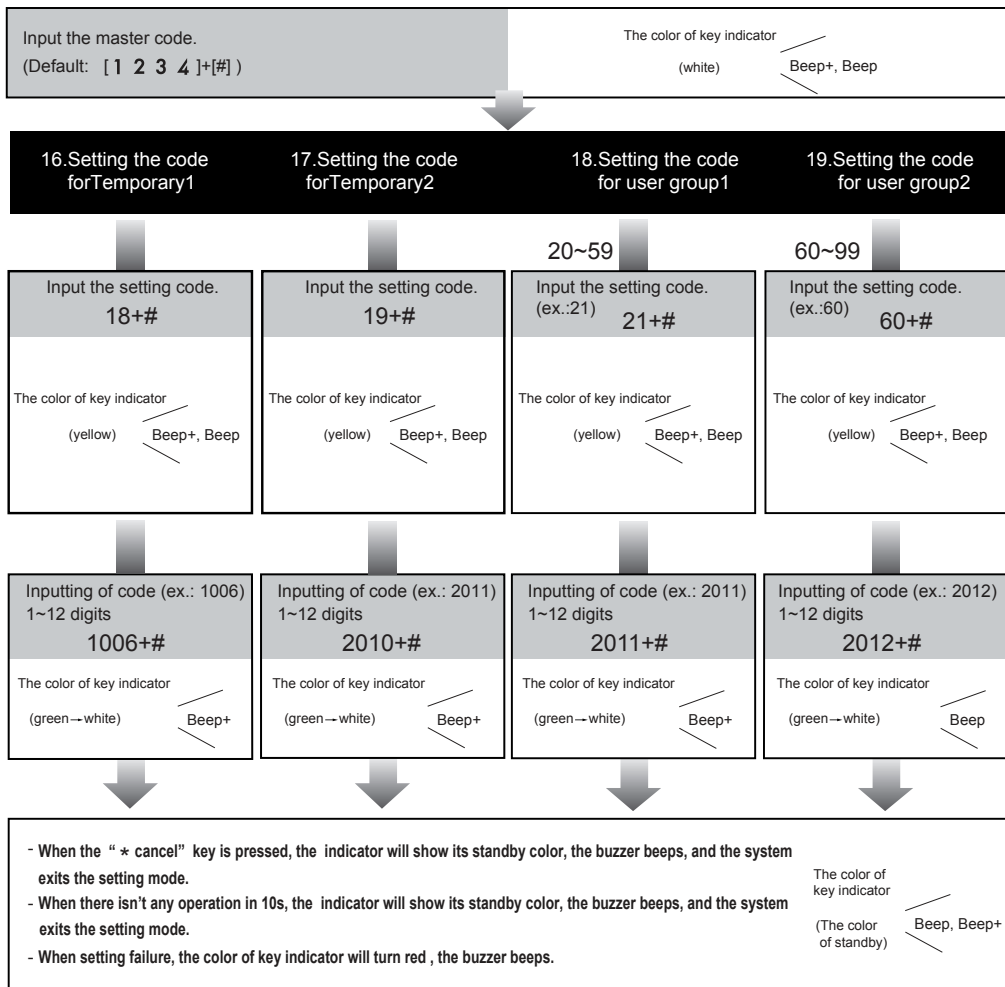 Input the master code.
(Default: [ 1 2 3 4 ]+[#] )
The color of key indicator
(white)
Beep+, Beep
16.Setting the code
forTemporary1
17.Setting the code
forTemporary2
18.Setting the code
for user group1
19.Setting the code
for user group2
20~59
60~99
Input the setting code.
18+#
The color of key indicator
(yellow)
Beep+, Beep
Input the setting code.
19+#
The color of key indicator
(yellow)
Beep+, Beep
Input the setting code.
(ex.:21)
21+#
The color of key indicator
(yellow)
Beep+, Beep
Input the setting code.
(ex.:60)
60+#
The color of key indicator
(yellow)
Beep+, Beep
Inputting of code (ex.: 1006)
1~12 digits
1006+#
The color of key indicator
(green→white)
Beep+
Inputting of code (ex.: 2011)
1~12 digits
2010+#
The color of key indicator
(green→white)
Beep+
Inputting of code (ex.: 2011)
1~12 digits
2011+#
The color of key indicator
(green→white)
Beep+
Inputting of code (ex.: 2012)
1~12 digits
2012+#
The color of key indicator
(green→white)
Beep
- When the “ * cancel” key is pressed, the indicator will show its standby color, the buzzer beeps, and the system
exits the setting mode.
- When there isn't any operation in 10s, the indicator will show its standby color, the buzzer beeps, and the system
exits the setting mode.
- When setting failure, the color of key indicator will turn red , the buzzer beeps.
The color of
key indicator
(The color
of standby)
Beep, Beep+